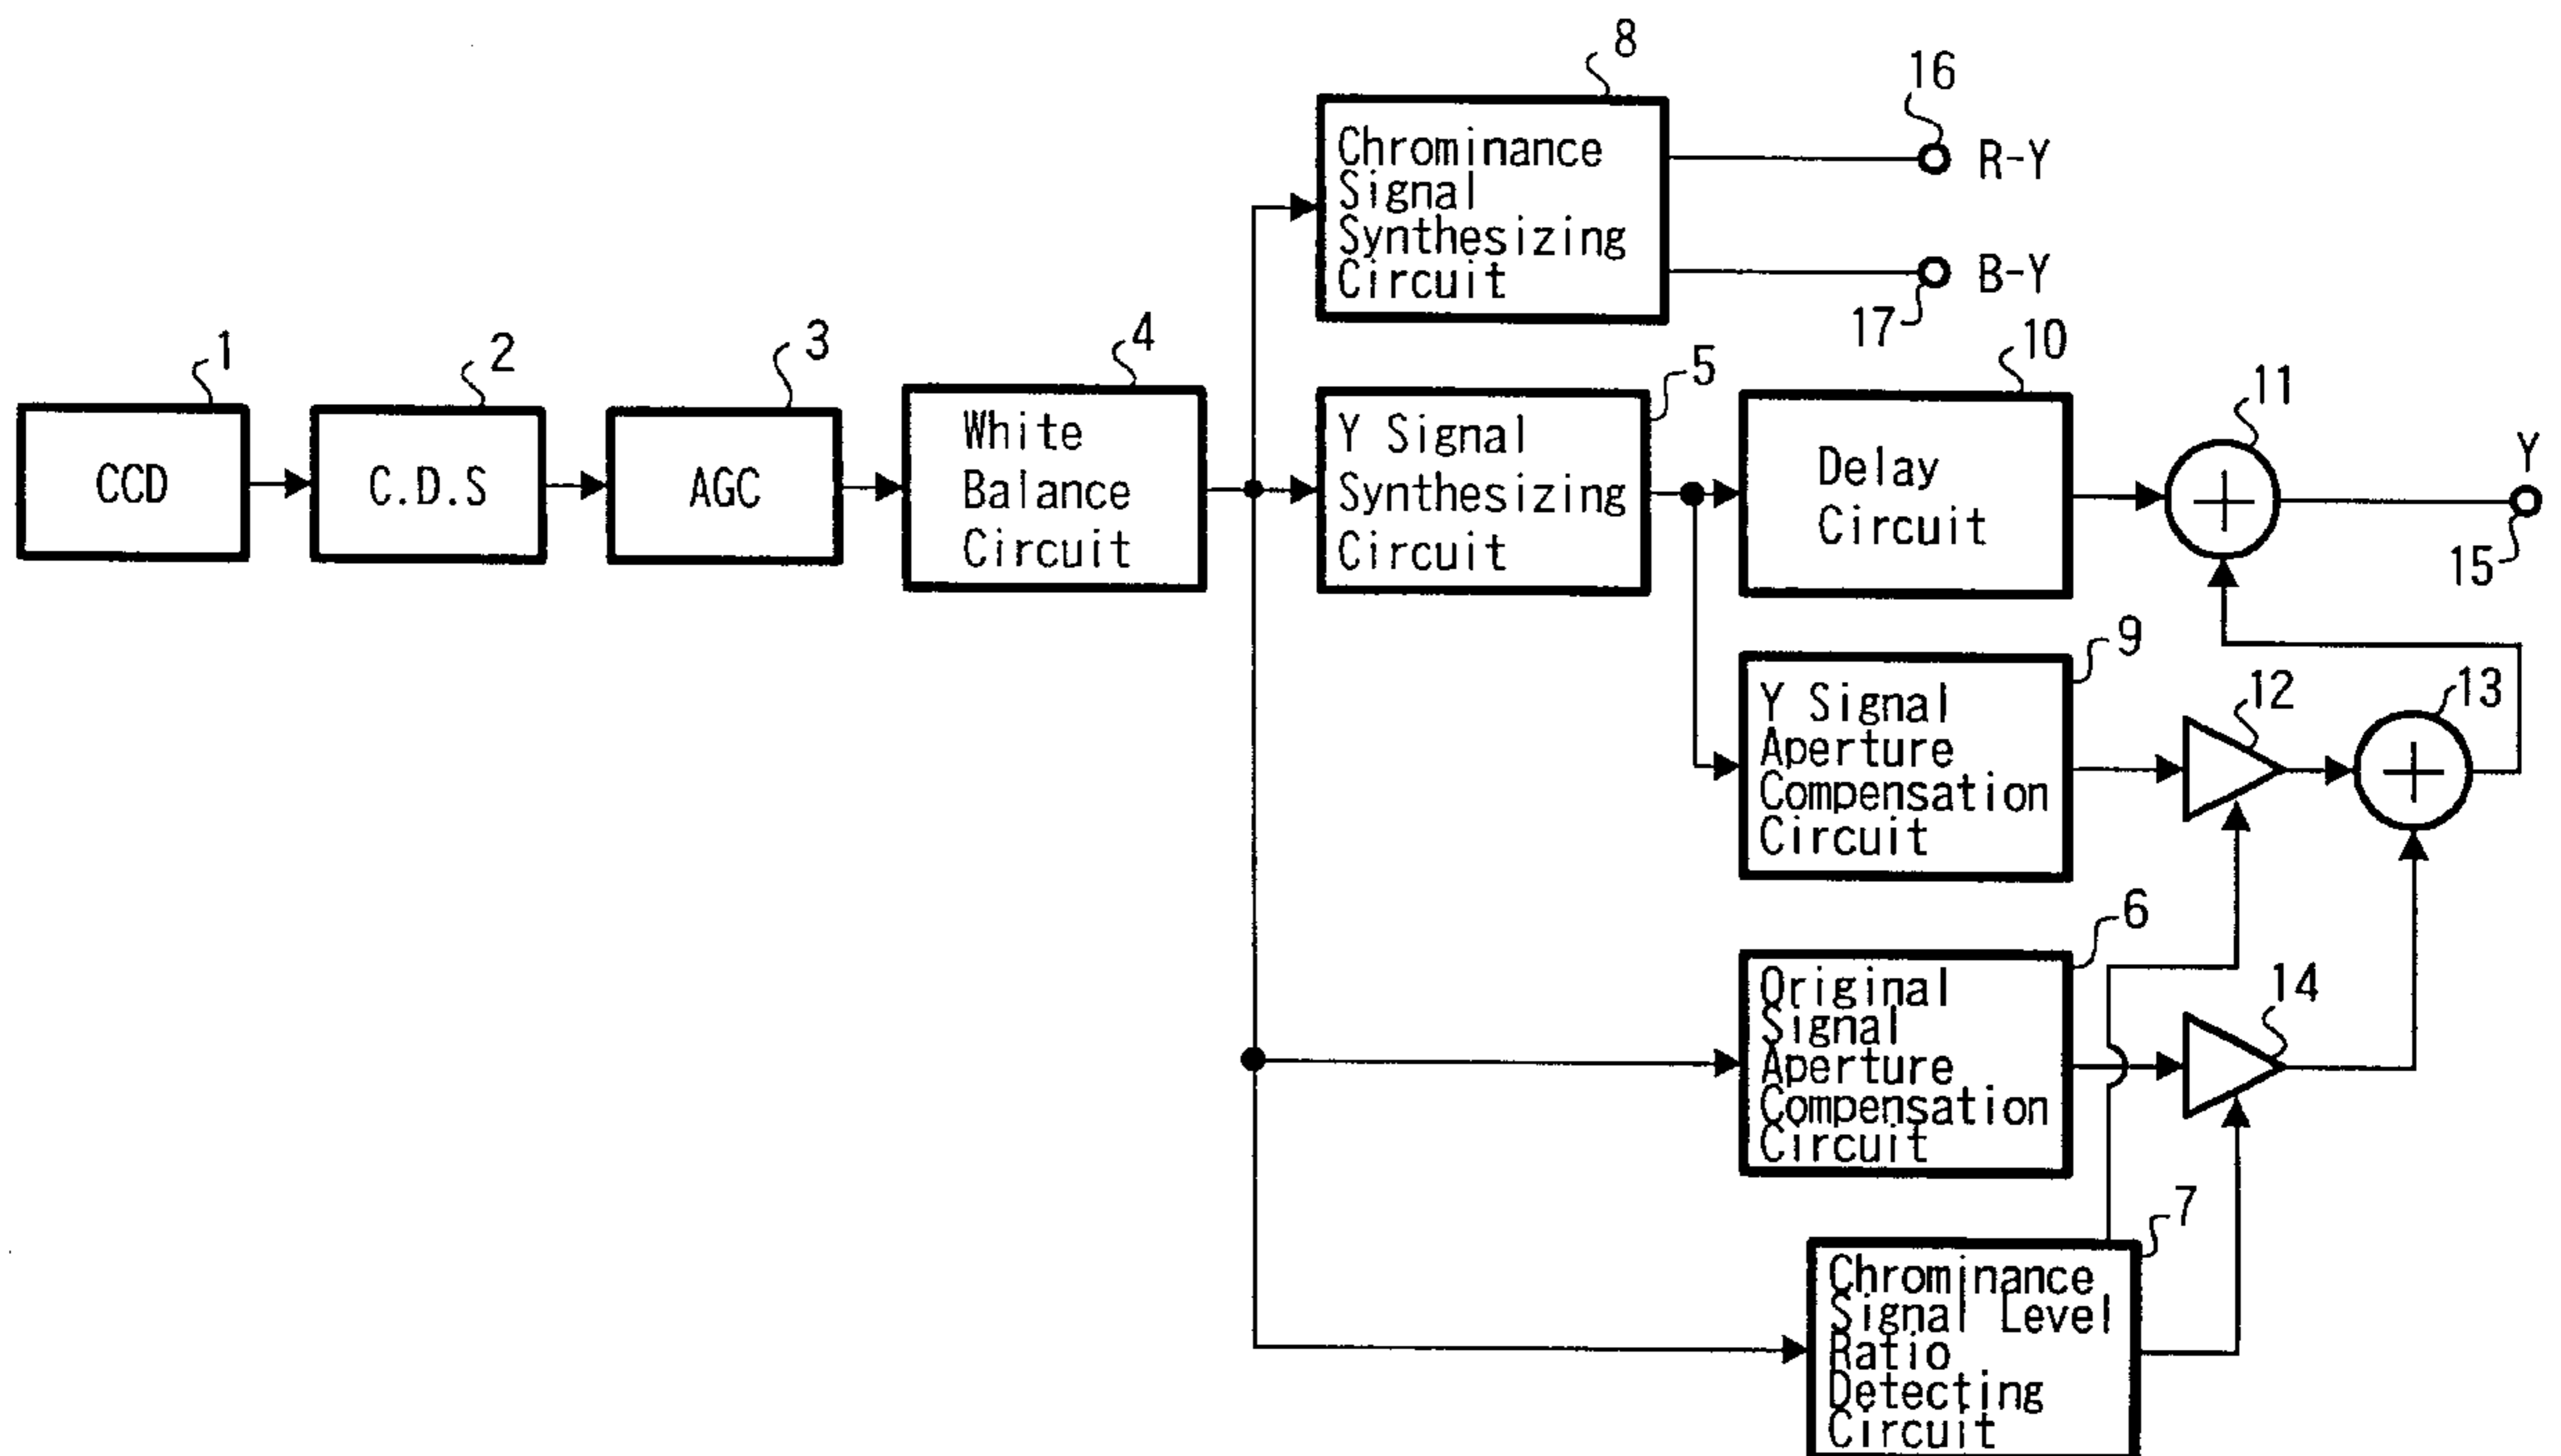 8
Chrominance
Signal
Synthesizing
Circuit
16
R-Y
B-Y
17
1
CCD
2
C.D.S
3
AGC
4
White
Balance
Circuit
5
Y Signal
Synthesizing
Circuit
10
Delay
Circuit
11
Y
15
9
Y Signal
Aperture
Compensation
Circuit
12
13
6
Original
Signal
Aperture
Compensation
Circuit
14
7
Chrominance
Signal Level
Ratio
Detecting
Circuit